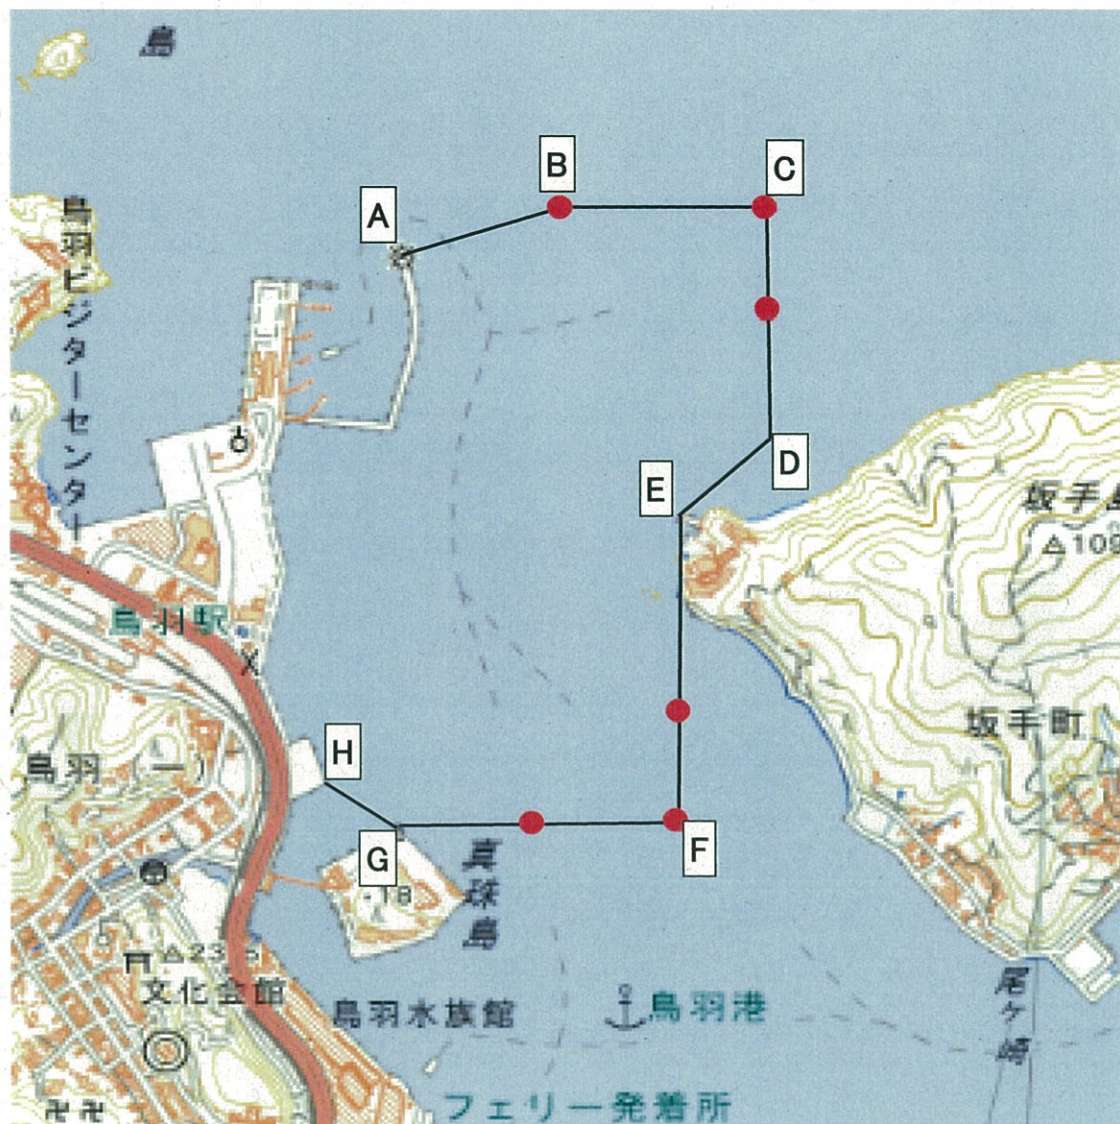 島
鳥羽ビジターセンター
A
B
C
D
E
坂手島
△109
鳥羽駅
坂手町
H
鳥羽(一)
G
F
真珠島
・18
文化会館
鳥羽水族館
鳥羽港
尾ケ崎
フェリー発着所
卍卍